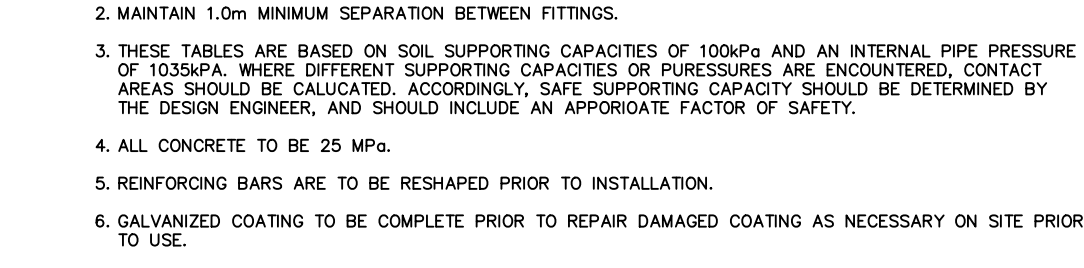 2. MAINTAIN 1.0m MINIMUM SEPARATION BETWEEN FITTINGS.
3. THESE TABLES ARE BASED ON SOIL SUPPORTING CAPACITIES OF 100kPa AND AN INTERNAL PIPE PRESSURE
OF 1035kPA. WHERE DIFFERENT SUPPORTING CAPACITIES OR PURESSURES ARE ENCOUNTERED, CONTACT
AREAS SHOULD BE CALUCATED. ACCORDINGLY, SAFE SUPPORTING CAPACITY SHOULD BE DETERMINED BY
THE DESIGN ENGINEER, AND SHOULD INCLUDE AN APPORIOATE FACTOR OF SAFETY.
4. ALL CONCRETE TO BE 25 MPa.
5. REINFORCING BARS ARE TO BE RESHAPED PRIOR TO INSTALLATION.
6. GALVANIZED COATING TO BE COMPLETE PRIOR TO REPAIR DAMAGED COATING AS NECESSARY ON SITE PRIOR
TO USE.